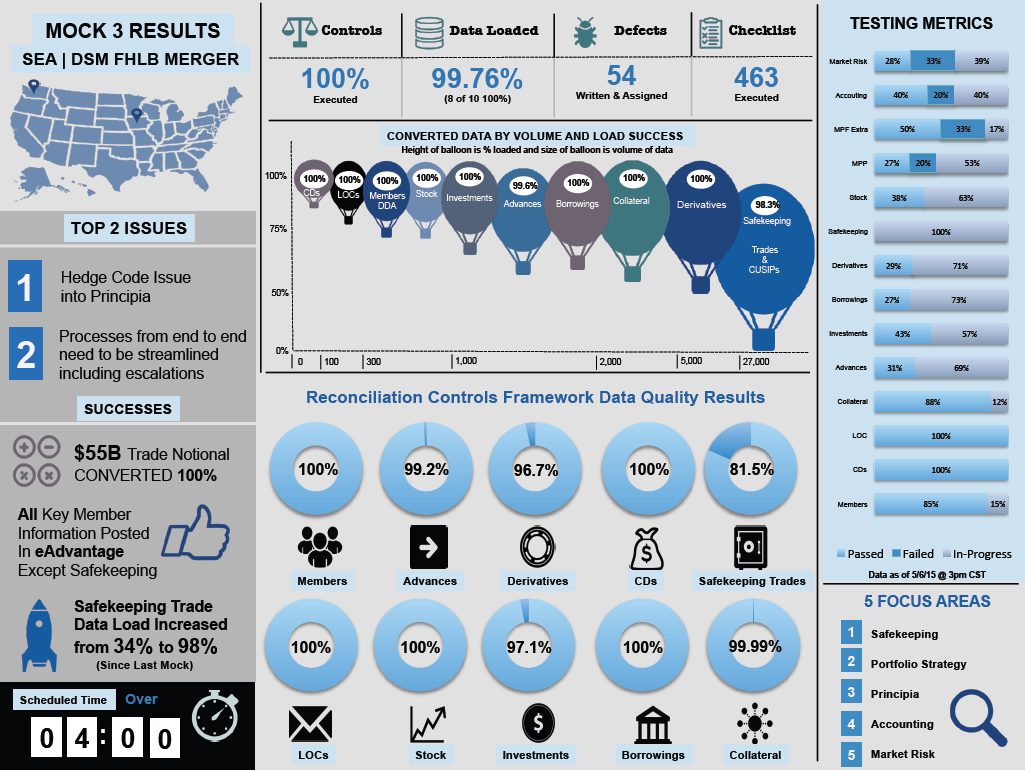 MOCK 3 RESULTS
SEA | DSM FHLB MERGER
TOP 2 ISSUES
1
Hedge Code Issue
into Principia
2
Processes from end to end
need to be streamlined
including escalations
SUCCESSES
$55B Trade Notional
CONVERTED 100%
All Key Member
Information Posted
In eAdvantage
Except Safekeeping
Safekeeping Trade
Data Load Increased
from 34% to 98%
(Since Last Mock)
Scheduled Time Over
04:00
Controls
100%
Executed
Data Loaded
99.76%
(8 of 10 100%)
Defects
54
Written & Assigned
Checklist
463
Executed
CONVERTED DATA BY VOLUME AND LOAD SUCCESS
Height of balloon is % loaded and size of balloon is volume of data
100%
75%
50%
0%
100%
CDs
100%
LOCs
100%
Members
DDA
100%
Stock
100%
Investments
99.6%
Advances
100%
Borrowings
100%
Collateral
100%
Derivatives
98.3%
Safekeeping
Trades
&
CUSIPs
0 100 300 1,000 2,000 5,000 27,000
Reconciliation Controls Framework Data Quality Results
100% 99.2% 96.7% 100% 81.5%
Members Advances Derivatives CDs Safekeeping Trades
100% 100% 97.1% 100% 99.99%
LOCs Stock Investments Borrowings Collateral
TESTING METRICS
Market Risk 28% 33% 39%
Accouting 40% 20% 40%
MPF Extra 50% 33% 17%
MPP 27% 20% 53%
Stock 38% 63%
Safekeeping 100%
Derivatives 29% 71%
Borrowings 27% 73%
Investments 43% 57%
Advances 31% 69%
Collateral 88% 12%
LOC 100%
CDs 100%
Members 85% 15%
Passed Failed In-Progress
Data as of 5/6/15 @ 3pm CST
5 FOCUS AREAS
1 Safekeeping
2 Portfolio Strategy
3 Principia
4 Accounting
5 Market Risk